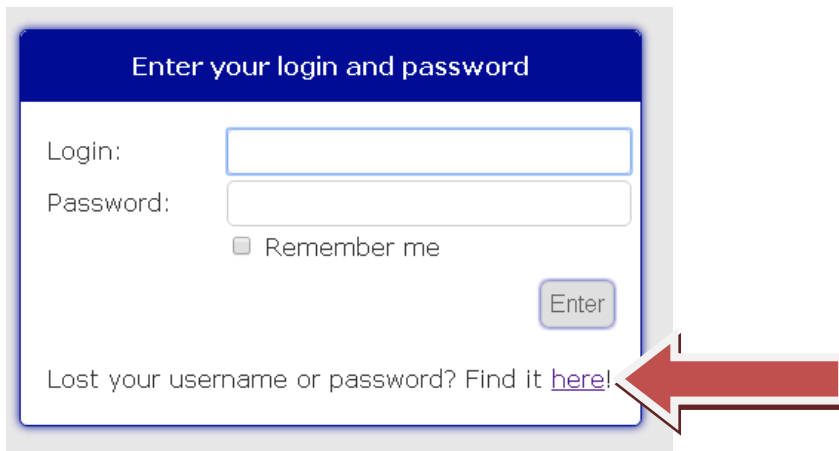 Enter your login and password
Login:
Password:
Remember me
Enter
Lost your username or password? Find it here!